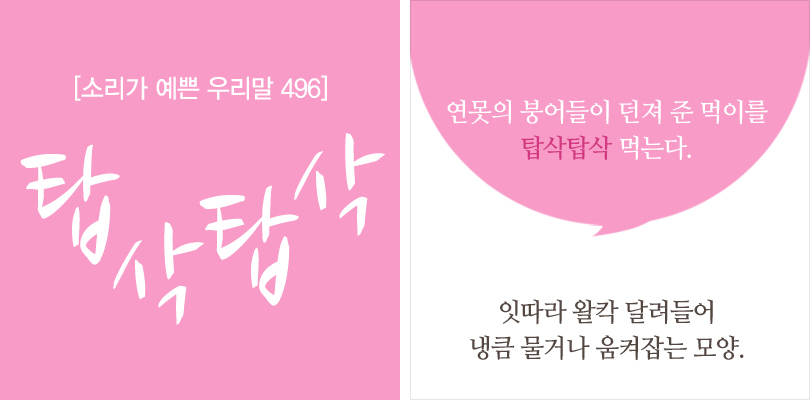 [소리가 예쁜 우리말 496]
탑삭탑삭
연못의 붕어들이 던져 준 먹이를
탑삭탑삭 먹는다.
잇따라 왈칵 달려들어
냉큼 물거나 움켜잡는 모양.